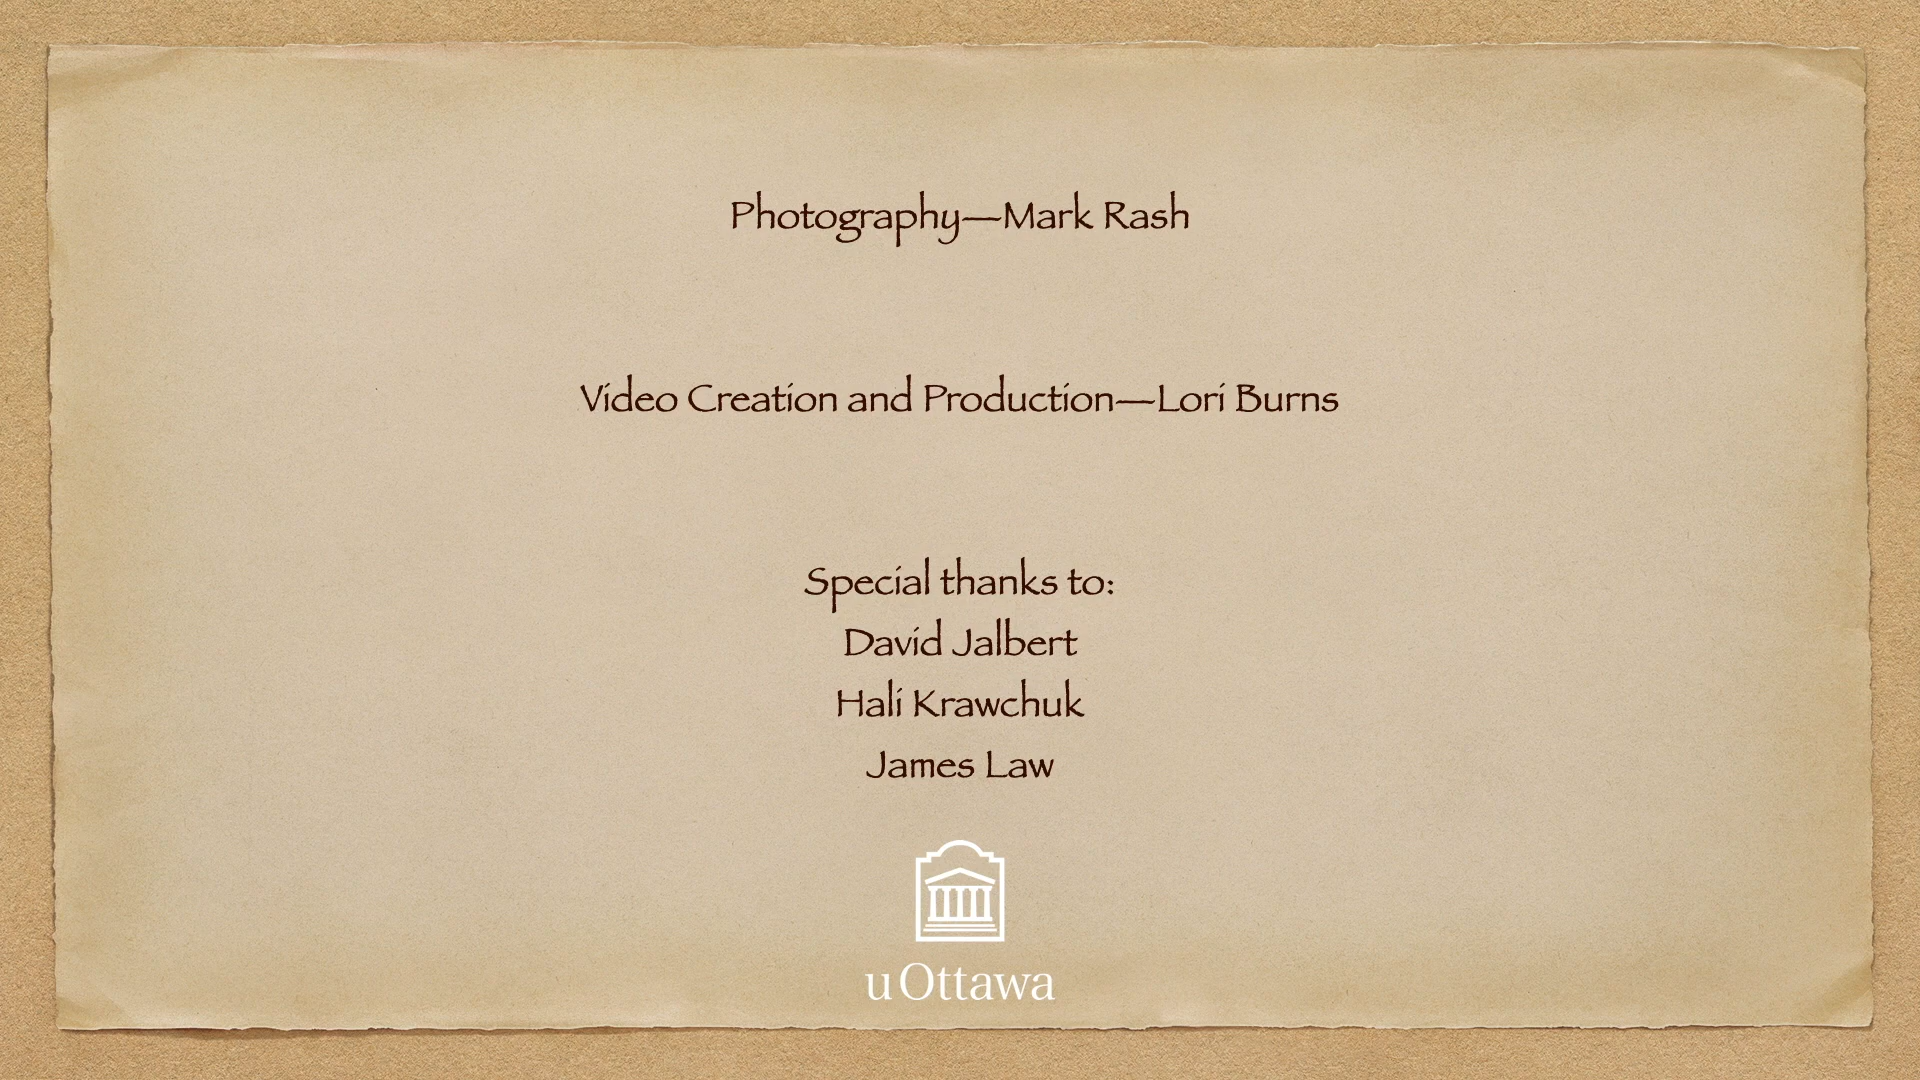 Photography—Mark Rash
Video Creation and Production—Lori Burns
Special thanks to:
David Jalbert
Hali Krawchuk
James Law
uOttawa